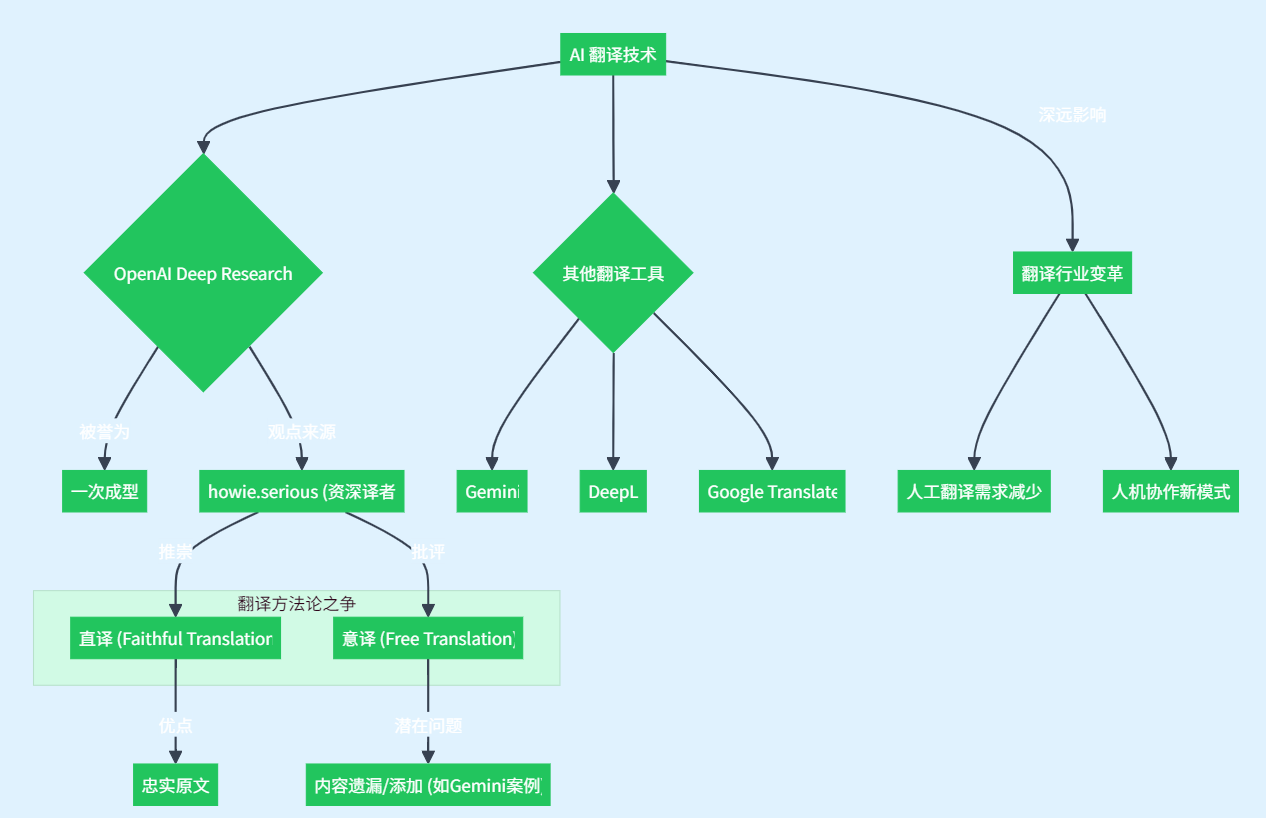 AI 翻译技术
深远影响
OpenAI Deep Research
其他翻译工具
翻译行业变革
被誉为
观点来源
一次成型
howie.serious (资深译者
Gemini
DeepL
Google Translate
人工翻译需求减少
人机协作新模式
推崇
批评
翻译方法论之争
直译 (Faithful Translation
意译 (Free Translation)
优点
潜在问题
忠实原文
内容遗漏/添加 (如Gemini案例)